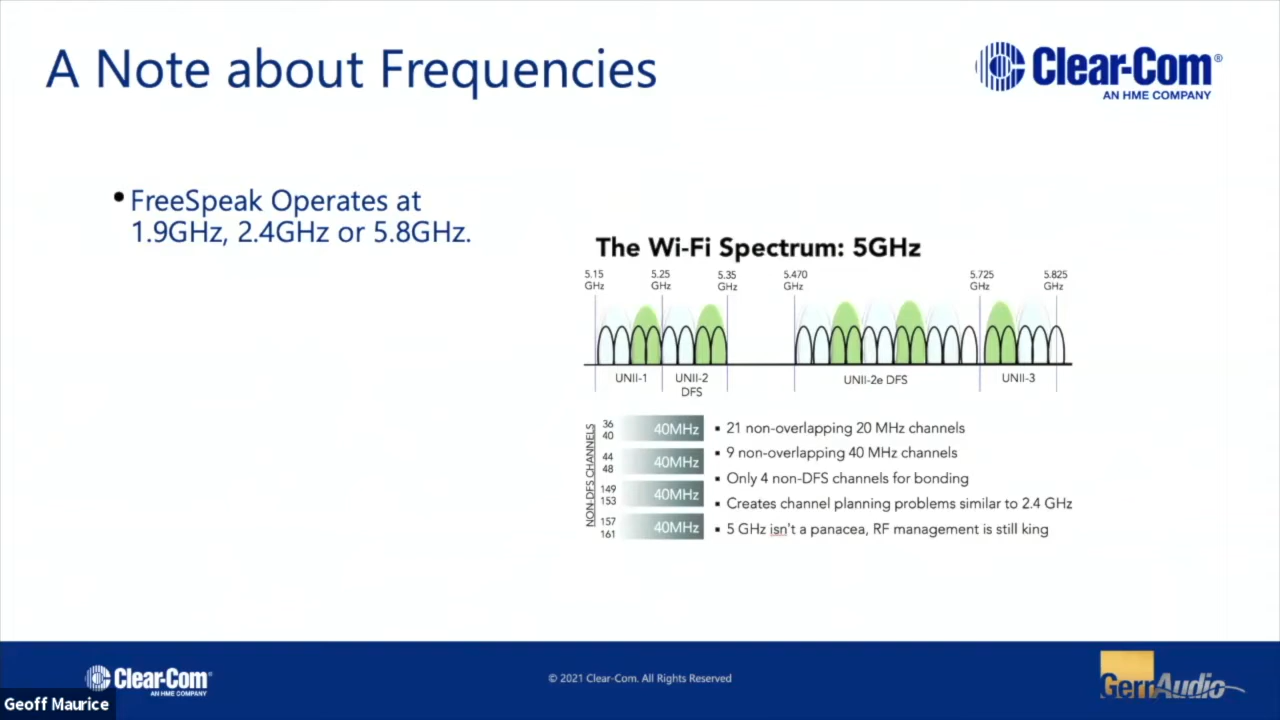 A Note about Frequencies
Clear-Com®
AN HME COMPANY
FreeSpeak Operates at
1.9GHz, 2.4GHz or 5.8GHz.
The Wi-Fi Spectrum: 5GHz
5.15 GHz
5.25 GHz
5.35 GHz
5.470 GHz
5.725 GHz
5.825 GHz
UNII-1
UNII-2 DFS
UNII-2e DFS
UNII-3
NON-DFS CHANNELS
36
40
40MHz
44
48
40MHz
149
153
40MHz
157
161
40MHz
21 non-overlapping 20 MHz channels
9 non-overlapping 40 MHz channels
Only 4 non-DFS channels for bonding
Creates channel planning problems similar to 2.4 GHz
5 GHz isn't a panacea, RF management is still king
Clear-Com
AN HME COMPANY
© 2021 Clear-Com. All Rights Reserved
GerrAudio
Geoff Maurice